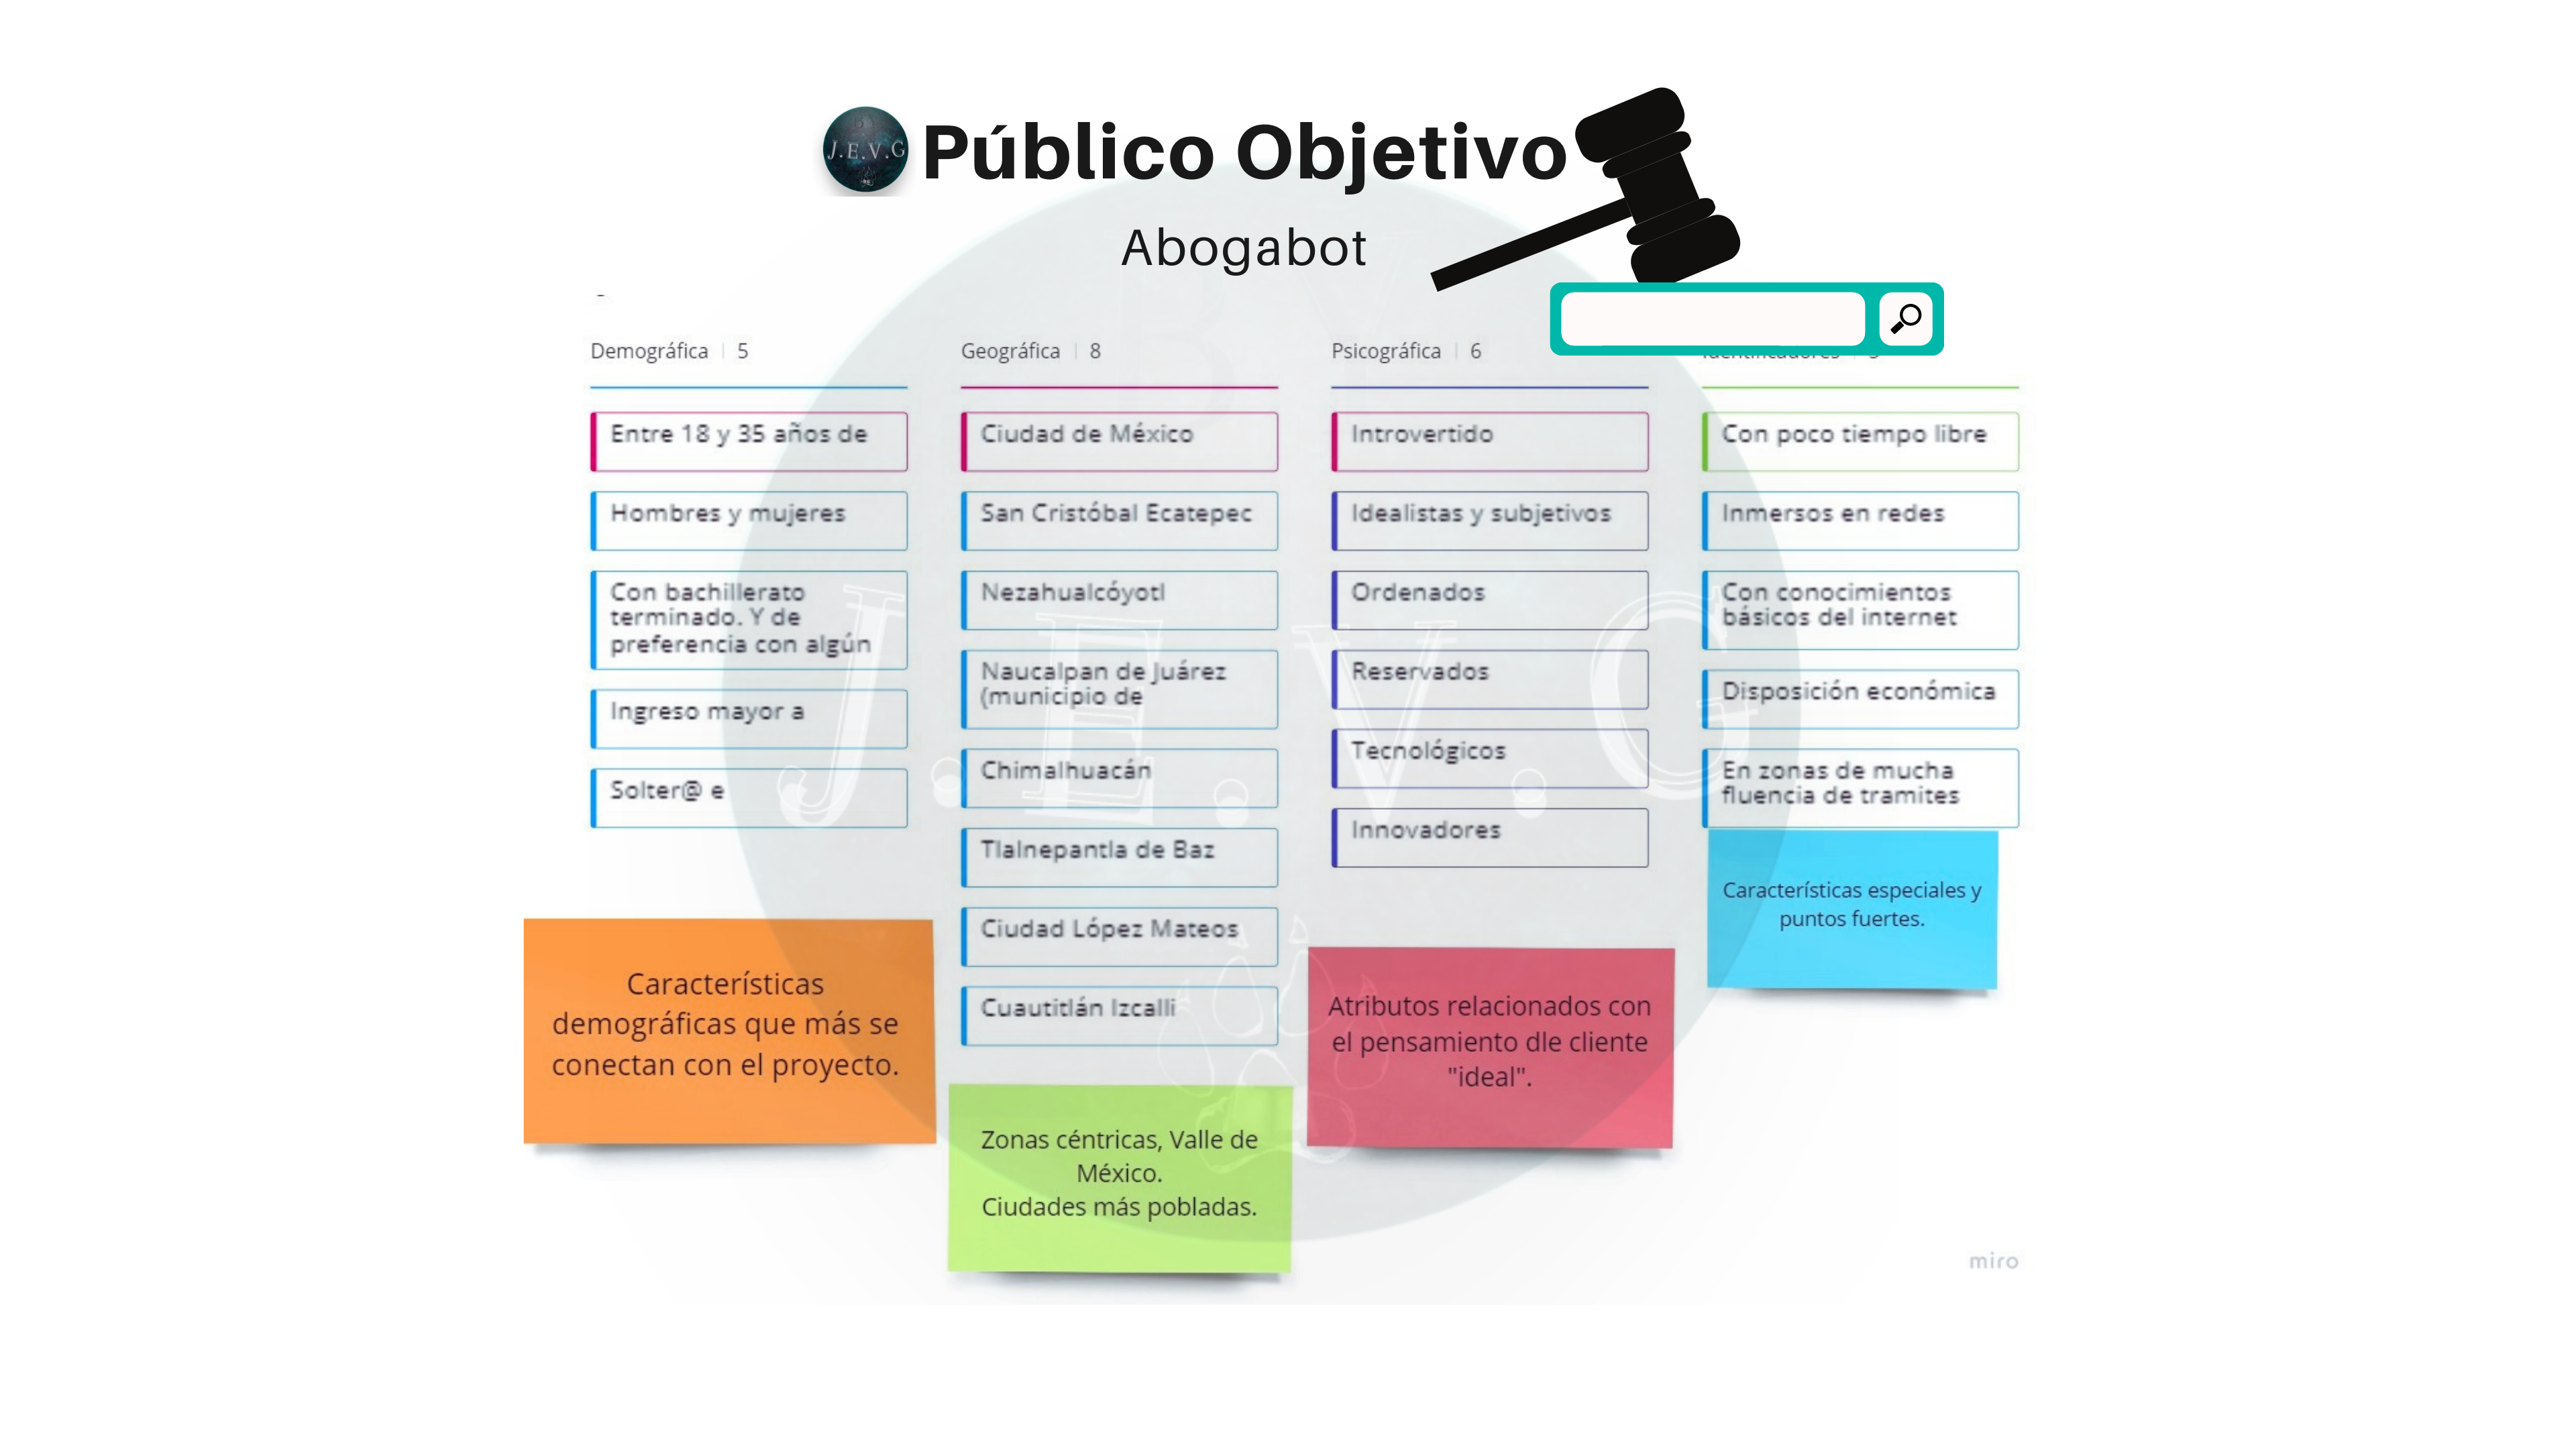 J.E.V.G
Público Objetivo
Abogabot
Demográfica | 5
Entre 18 y 35 años de
Hombres y mujeres
Con bachillerato
terminado. Y de
preferencia con algún
Ingreso mayor a
Solter@ e
Características
demográficas que más se
conectan con el proyecto.
Geográfica | 8
Ciudad de México
San Cristóbal Ecatepec
Nezahualcóyotl
Naucalpan de Juárez
(municipio de
Chimalhuacán
Tlalnepantla de Baz
Ciudad López Mateos
Cuautitlán Izcalli
Zonas céntricas, Valle de
México.
Ciudades más pobladas.
Psicográfica | 6
Introvertido
Idealistas y subjetivos
Ordenados
Reservados
Tecnológicos
Innovadores
Atributos relacionados con
el pensamiento dle cliente
"ideal".
Identificadores
Con poco tiempo libre
Inmersos en redes
Con conocimientos
básicos del internet
Disposición económica
En zonas de mucha
fluencia de tramites
Características especiales y
puntos fuertes.
BY
J.E.V.G
miro